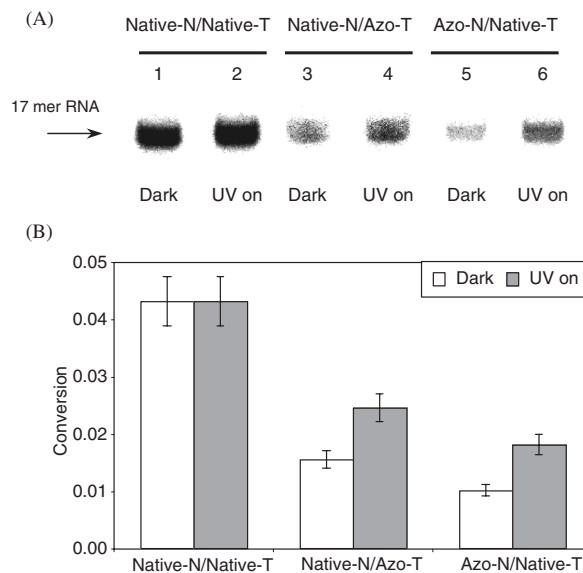 (A)
Native-N/Native-T Native-N/Azo-T Azo-N/Native-T
1 2 3 4 5 6
17 mer RNA
Dark UV on Dark UV on Dark UV on
(B)
0.05
Dark UV on
0.04
0.03
0.02
0.01
0.00
Conversion
Native-N/Native-T Native-N/Azo-T Azo-N/Native-T